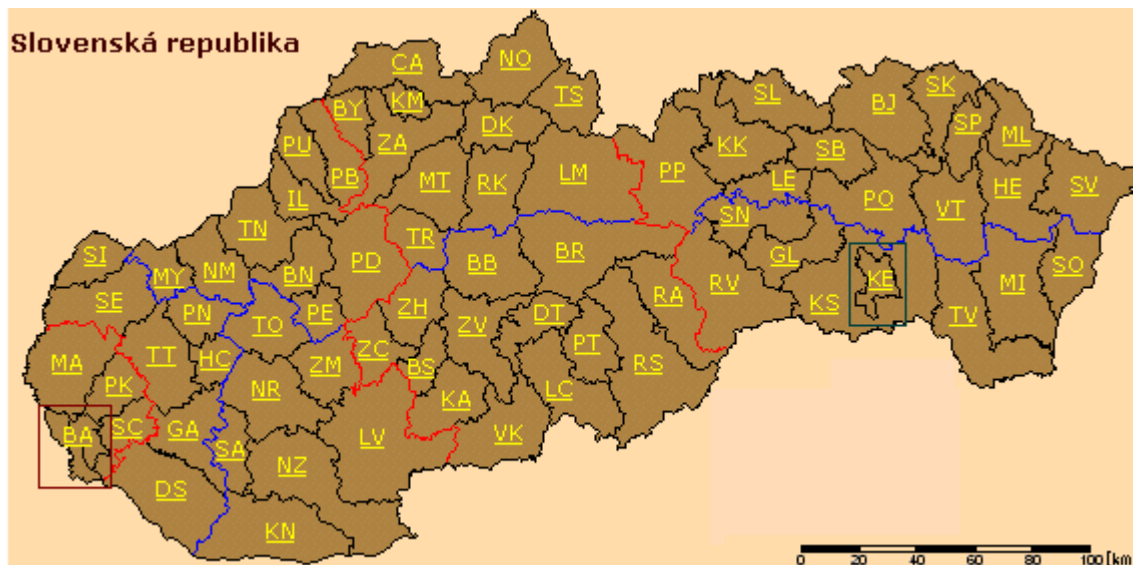 Slovenská republika
CA
NO
BY
KM
TS
SL
BJ
SK
PU
ZA
DK
KK
SB
SP
ML
PB
MT
RK
LM
PP
LE
PO
HE
SV
IL
TN
TR
SN
VT
SI
MY
NM
BN
PD
BB
BR
GL
KE
MI
SO
SE
PN
TO
PE
ZH
ZV
RA
RV
KS
TV
MA
TT
HC
ZM
ZC
BS
DT
PT
RS
PK
NR
KA
LC
BA
SC
GA
SA
LV
VK
DS
NZ
KN
0 20 40 60 80 100 [km